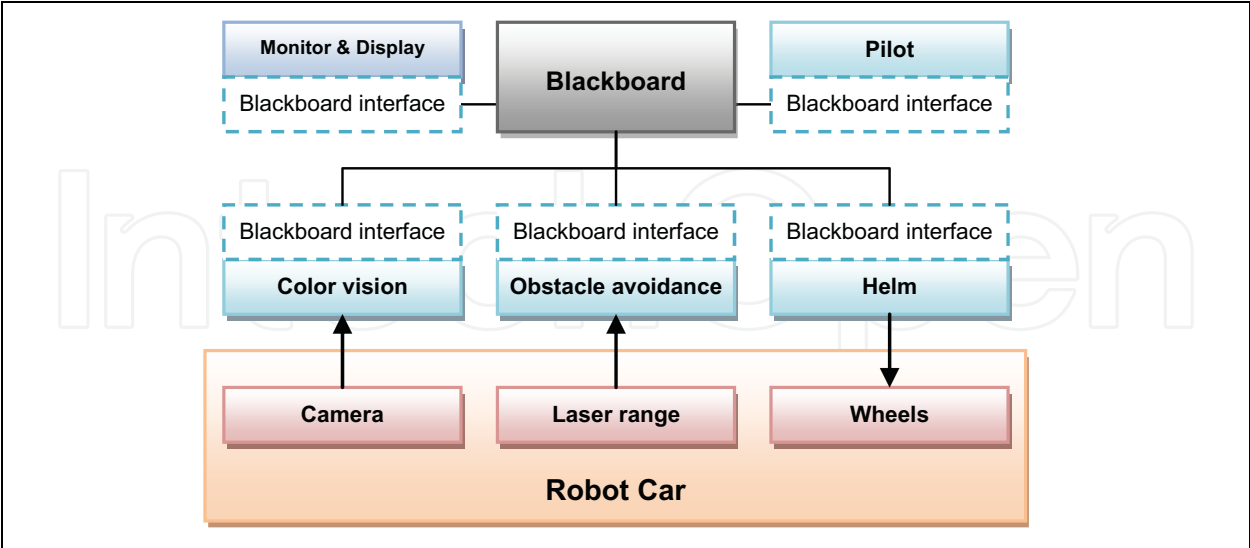 Monitor & Display
Blackboard
Pilot
Blackboard interface
Blackboard interface
Blackboard interface
Blackboard interface
Blackboard interface
Color vision
Obstacle avoidance
Helm
IntechOpen
Camera
Laser range
Wheels
Robot Car